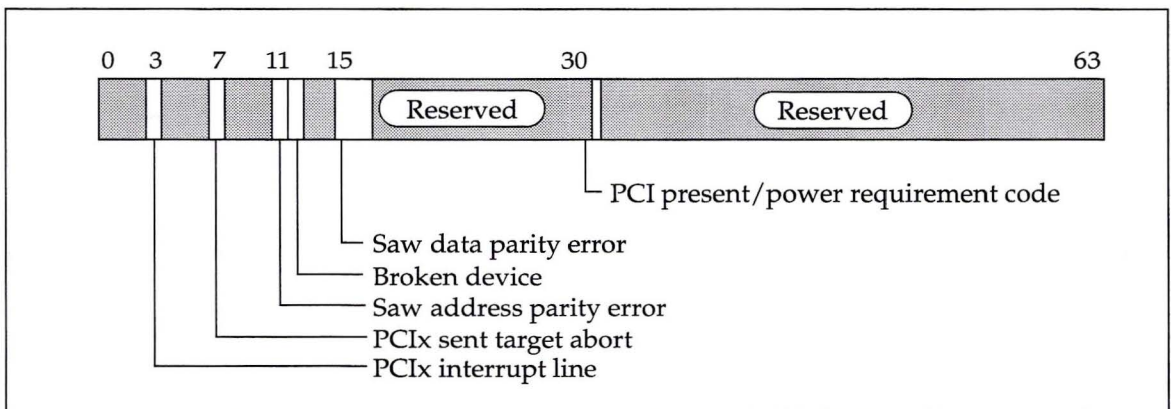 0 3 7 11 15 30 63
Reserved Reserved
PCI present/power requirement code
Saw data parity error
Broken device
Saw address parity error
PCIx sent target abort
PCIx interrupt line